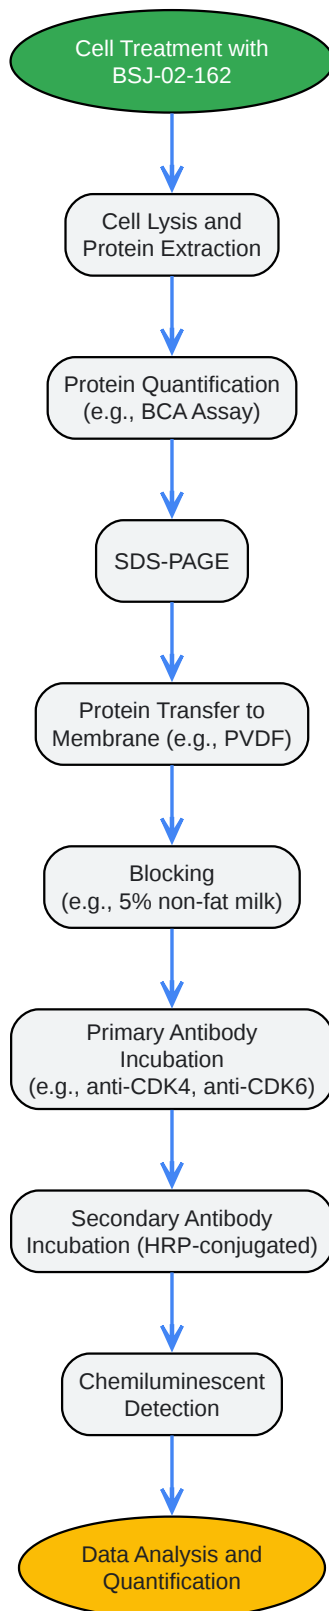 Cell Treatment with
BSJ-02-162
Cell Lysis and
Protein Extraction
Protein Quantification
(e.g., BCA Assay)
SDS-PAGE
Protein Transfer to
Membrane (e.g., PVDF)
Blocking
(e.g., 5% non-fat milk)
Primary Antibody
Incubation
(e.g., anti-CDK4, anti-CDK6)
Secondary Antibody
Incubation (HRP-conjugated)
Chemiluminescent
Detection
Data Analysis and
Quantification